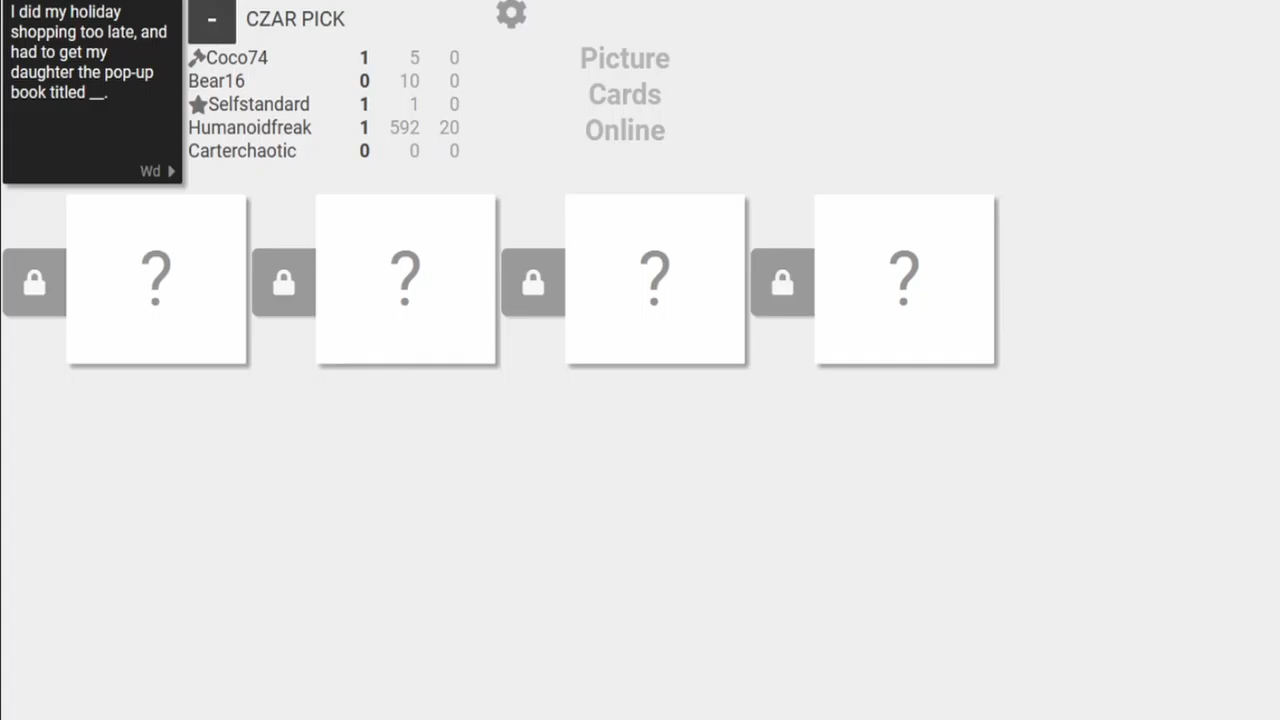 I did my holiday
shopping too late, and
had to get my
daughter the pop-up
book titled __.
Wd
-
CZAR PICK
Coco74 1 5 0
Bear16 0 10 0
Selfstandard 1 1 0
Humanoidfreak 1 592 20
Carterchaotic 0 0 0
Picture
Cards
Online
? ? ? ?